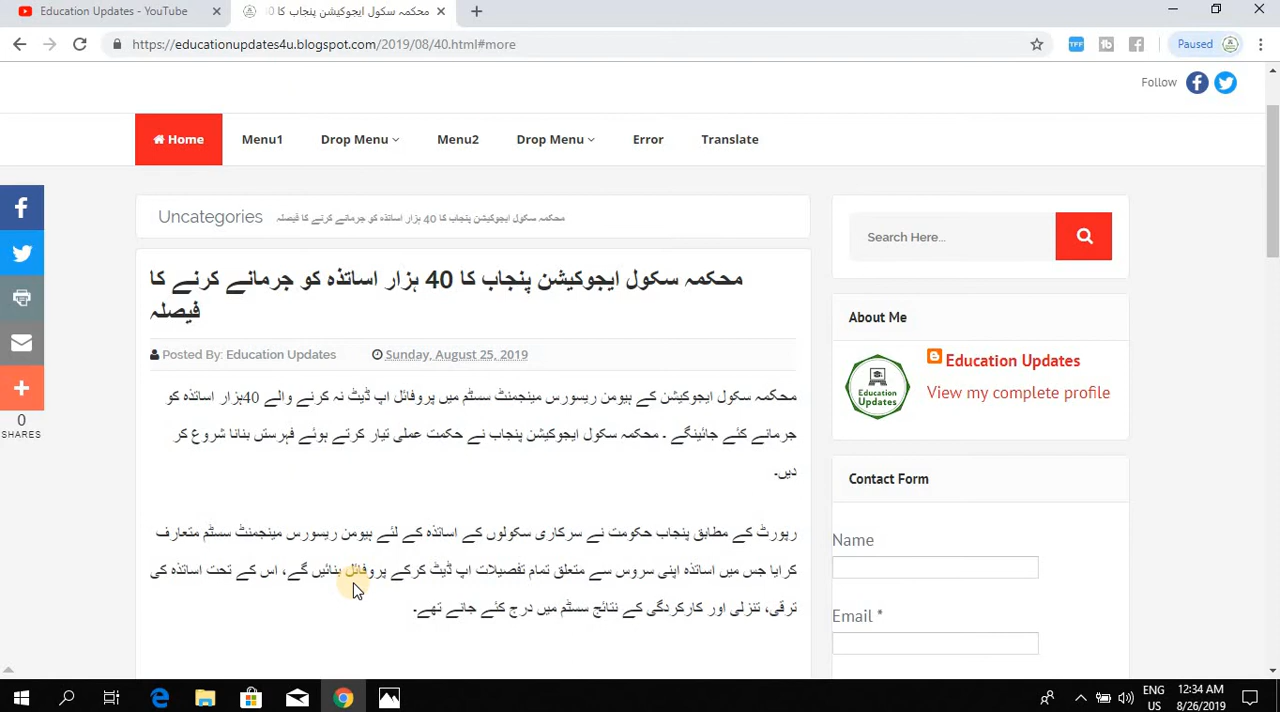 Education Updates - YouTube
محکمہ سکول ایجوکیشن پنجاب کا 40
https://educationupdates4u.blogspot.com/2019/08/40.html#more
Paused
Follow
Home
Menu1
Drop Menu
Menu2
Drop Menu
Error
Translate
Uncategories
محکمہ سکول ایجوکیشن پنجاب کا 40 ہزار اساتذہ کو جرمانے کرنے کا فیصلہ
Search Here...
محکمہ سکول ایجوکیشن پنجاب کا 40 ہزار اساتذہ کو جرمانے کرنے کا
فیصلہ
Posted By: Education Updates
Sunday, August 25, 2019
محکمہ سکول ایجوکیشن کے ہیومن ریسورس مینجمنٹ سسٹم میں پروفائل اپ ڈیٹ نہ کرنے والے 40ہزار اساتذہ کو
جرمانے کئے جائینگے ۔ محکمہ سکول ایجوکیشن پنجاب نے حکمت عملی تیار کرتے ہوئے فہرستں بنانا شروع کر
دیں۔
رپورٹ کے مطابق پنجاب حکومت نے سرکاری سکولوں کے اساتذہ کے لئے ہیومن ریسورس مینجمنٹ سسٹم متعارف
کرایا جس میں اساتذہ اپنی سروس سے متعلق تمام تفصیلات اپ ڈیٹ کرکے پروفائل بنائیں گے، اس کے تحت اساتذہ کی
ترقی، تنزلی اور کارکردگی کے نتائج سسٹم میں درج کئے جانے تھے۔
About Me
Education
Updates
Education Updates
View my complete profile
Contact Form
Name
Email *
0
SHARES
ENG
US
12:34 AM
8/26/2019